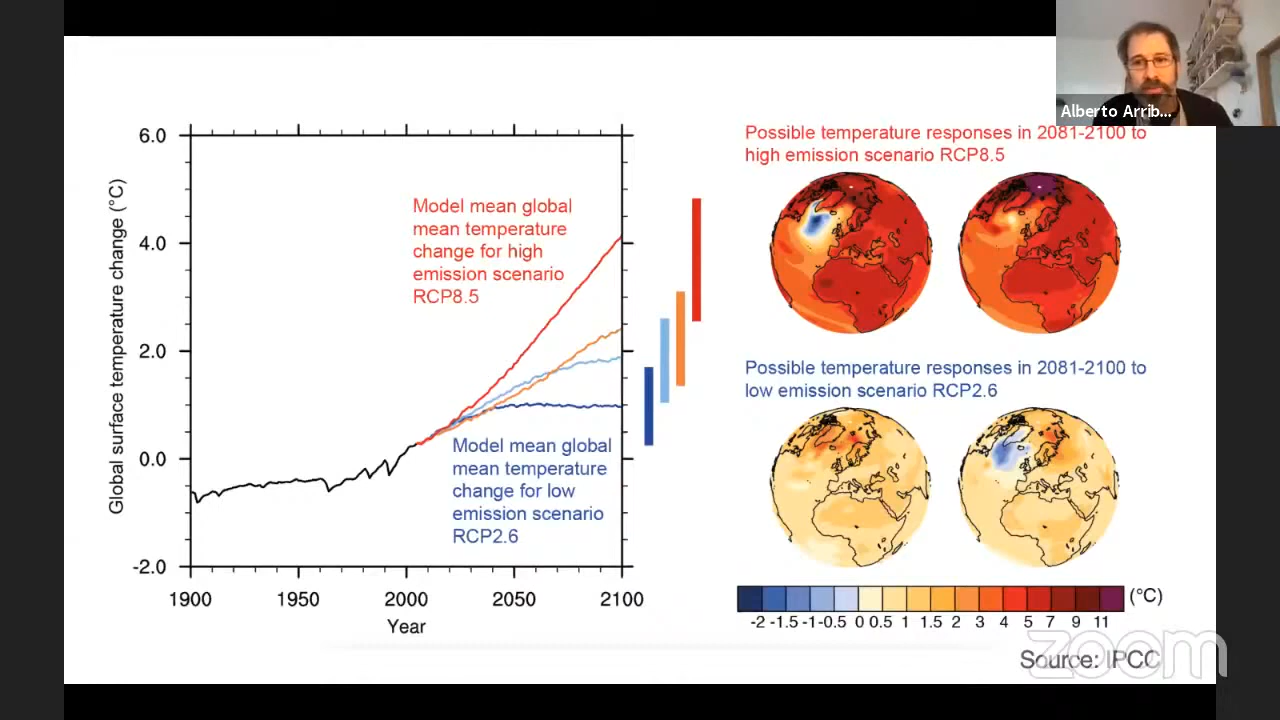 Alberto Arrib...
6.0
4.0
2.0
0.0
-2.0
Global surface temperature change (°C)
1900 1950 2000 2050 2100
Year
Model mean global
mean temperature
change for high
emission scenario
RCP8.5
Model mean global
mean temperature
change for low
emission scenario
RCP2.6
Possible temperature responses in 2081-2100 to
high emission scenario RCP8.5
Possible temperature responses in 2081-2100 to
low emission scenario RCP2.6
(°C)
-2 -1.5 -1 -0.5 0 0.5 1 1.5 2 3 4 5 7 9 11
Source: IPCC
zoom